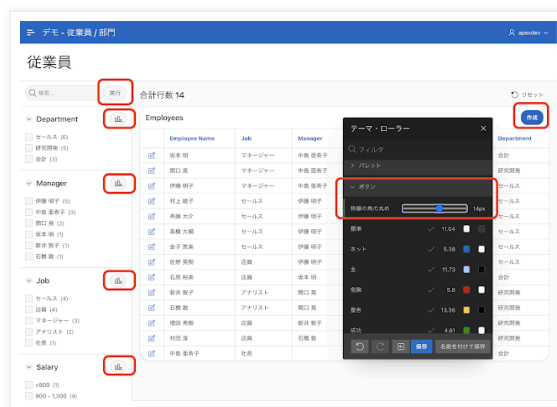 デモ - 従業員 / 部門
apexdev
従業員
検索...
実行
合計行数 14
リセット
Department
セールス (6)
研究開発 (5)
会計 (3)
Manager
伊藤 明子 (5)
中島 亜希子 (3)
関口 晃 (2)
坂本 明 (1)
新井 敦子 (1)
石橋 敦 (1)
Job
セールス (4)
店員 (4)
マネージャー (3)
アナリスト (2)
社長 (1)
Salary
<900 (1)
900 - 1,300 (4)
Employees
作成
Employee Name Job Manager Department
坂本 明 マネージャー 中島 亜希子 会計
関口 晃 マネージャー 中島 亜希子 研究開発
伊藤 明子 マネージャー 中島 亜希子 セールス
村上 綾子 セールス 伊藤 明子 セールス
斉藤 大介 セールス 伊藤 明子 セールス
高橋 大輔 セールス 伊藤 明子 セールス
金子 恵美 セールス 伊藤 明子 セールス
佐野 英樹 店員 伊藤 明子 セールス
石原 裕美 店員 坂本 明 会計
新井 敦子 アナリスト 関口 晃 研究開発
石橋 敦 アナリスト 関口 晃 研究開発
増田 秀樹 店員 新井 敦子 研究開発
村田 澪 店員 石橋 敦 研究開発
中島 亜希子 社長 会計
テーマ・ローラー
フィルタ
パレット
ボタン
枠線の角の丸め 14px
標準 11.04
ホット 5.38
主 11.73
危険 5.8
警告 13.36
成功 4.61
保存
名前を付けて保存